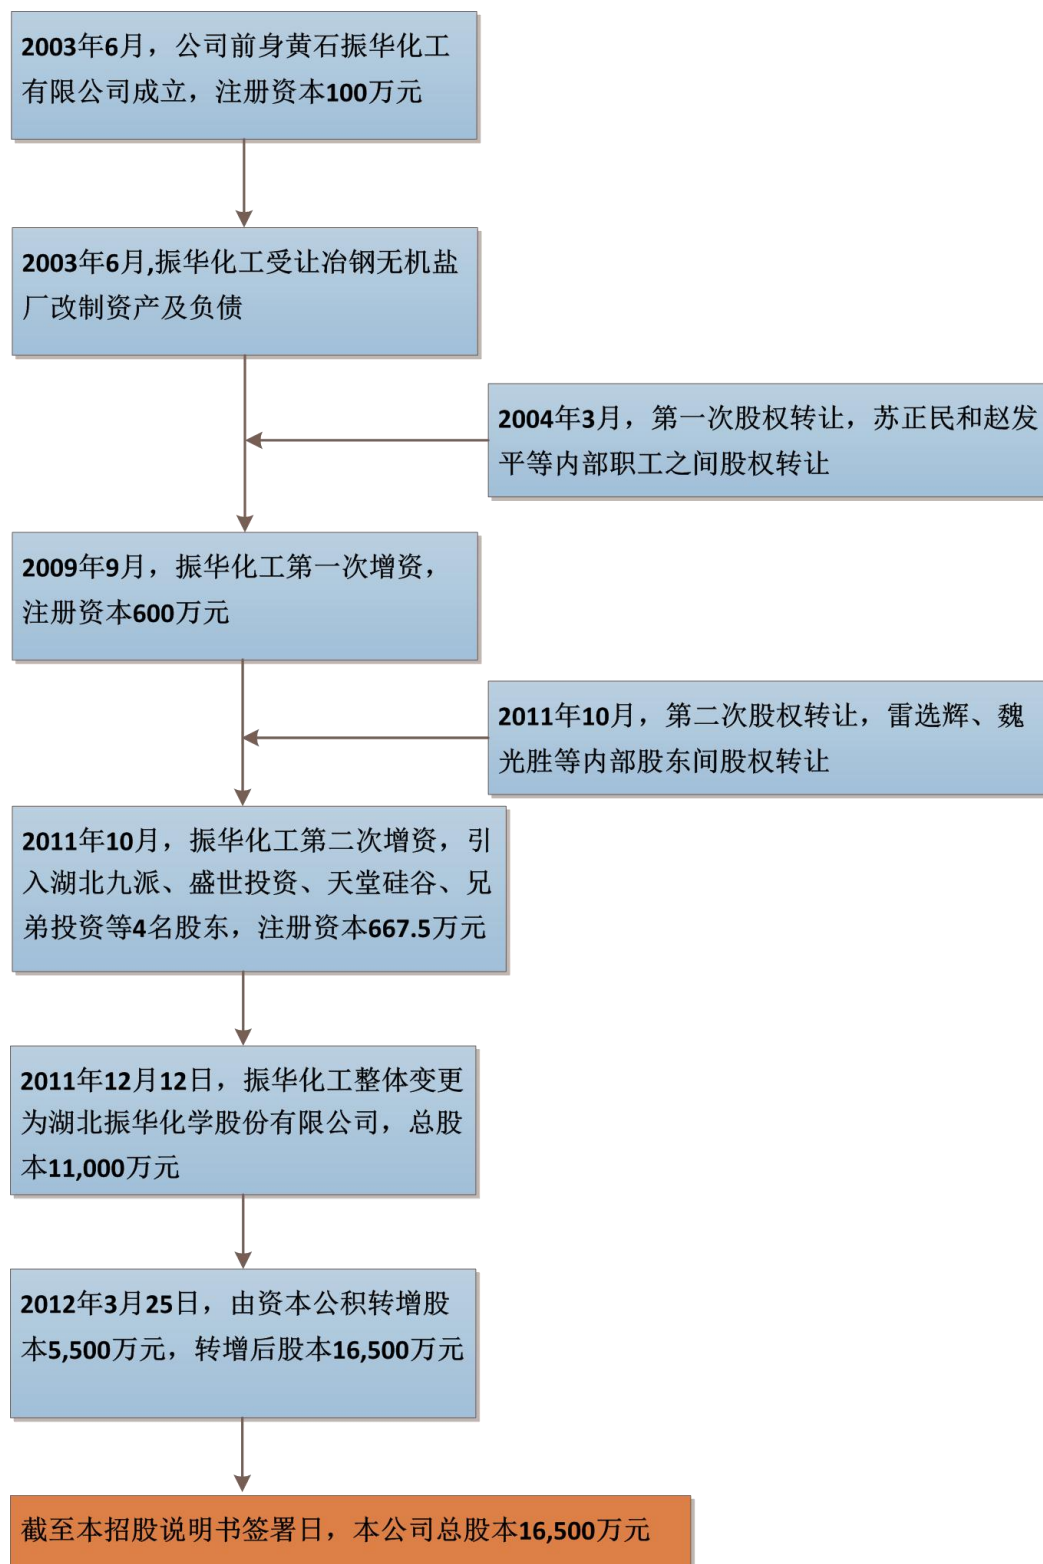 2003年6月，公司前身黄石振华化工
有限公司成立，注册资本100万元
2003年6月,振华化工受让冶钢无机盐
厂改制资产及负债
2004年3月，第一次股权转让，苏正民和赵发
平等内部职工之间股权转让
2009年9月，振华化工第一次增资，
注册资本600万元
2011年10月，第二次股权转让，雷选辉、魏
光胜等内部股东间股权转让
2011年10月，振华化工第二次增资，引
入湖北九派、盛世投资、天堂硅谷、兄
弟投资等4名股东，注册资本667.5万元
2011年12月12日，振华化工整体变更
为湖北振华化学股份有限公司，总股
本11,000万元
2012年3月25日，由资本公积转增股
本5,500万元，转增后股本16,500万元
截至本招股说明书签署日，本公司总股本16,500万元